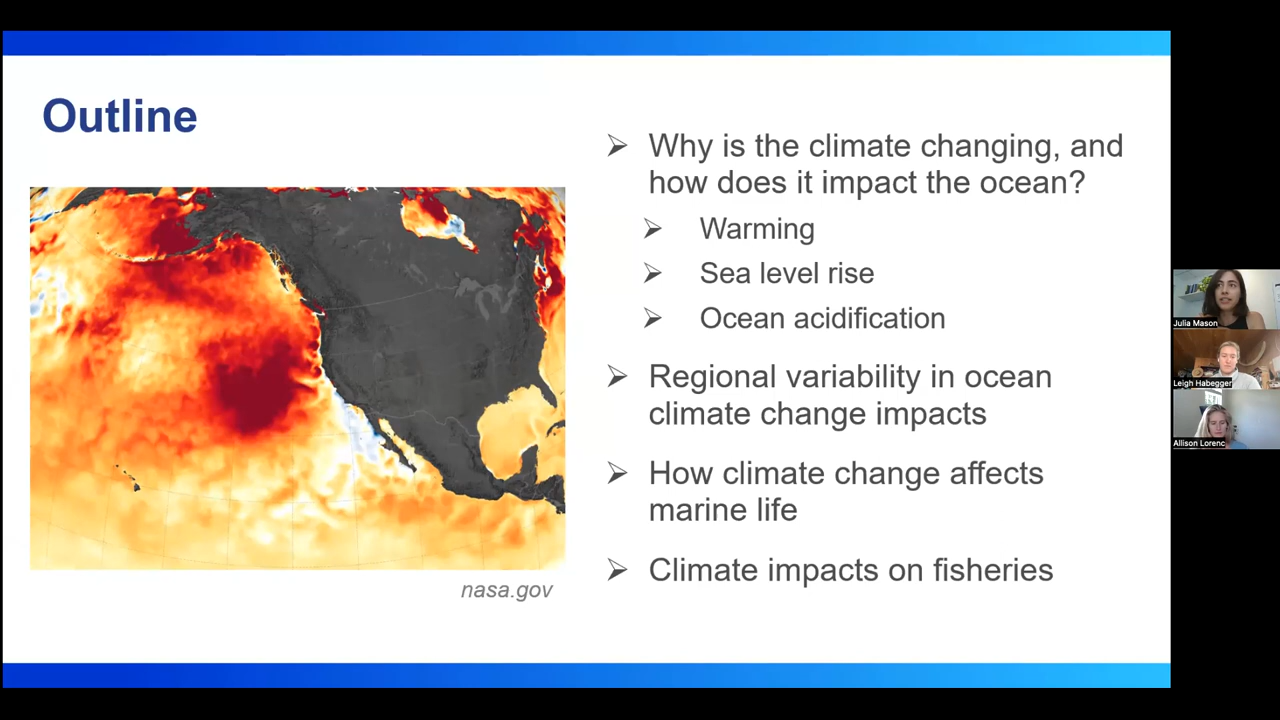 Outline
➢ Why is the climate changing, and
how does it impact the ocean?
➢ Warming
➢ Sea level rise
➢ Ocean acidification
➢ Regional variability in ocean
climate change impacts
➢ How climate change affects
marine life
➢ Climate impacts on fisheries
nasa.gov
Julia Mason
Leigh Habegger
Allison Lorenc